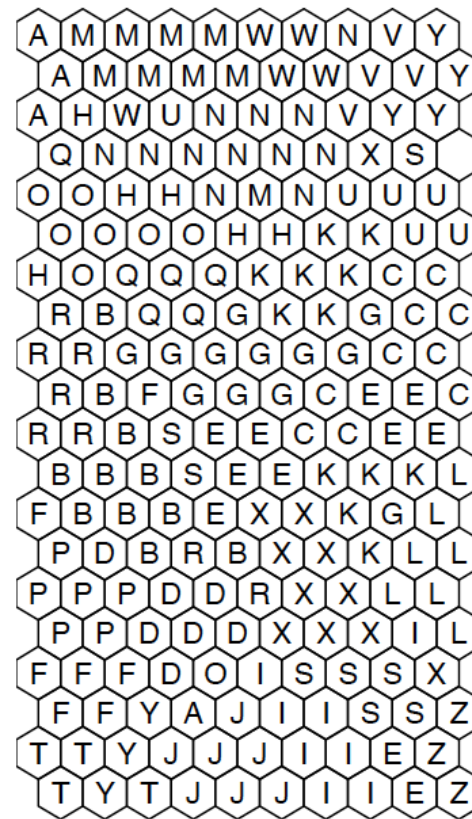 A M M M M W W N V Y
A M M M M W W V V Y
A H W U N N N V Y Y
Q N N N N N N X S
O O H H N M N U U U
O O O O H H K K U U
H O Q Q Q K K K C C
R B Q Q G K K G C C
R R G G G G G G C C
R B F G G G C E E C
R R B S E E C C E E
B B B S E E K K K L
F B B B E X X K G L
P D B R B X X K L L
P P P D D R X X L L
P P D D D X X X I L
F F F D O I S S S X
F F Y A J I I S S Z
T T Y J J J I I E Z
T Y T J J J I I E Z